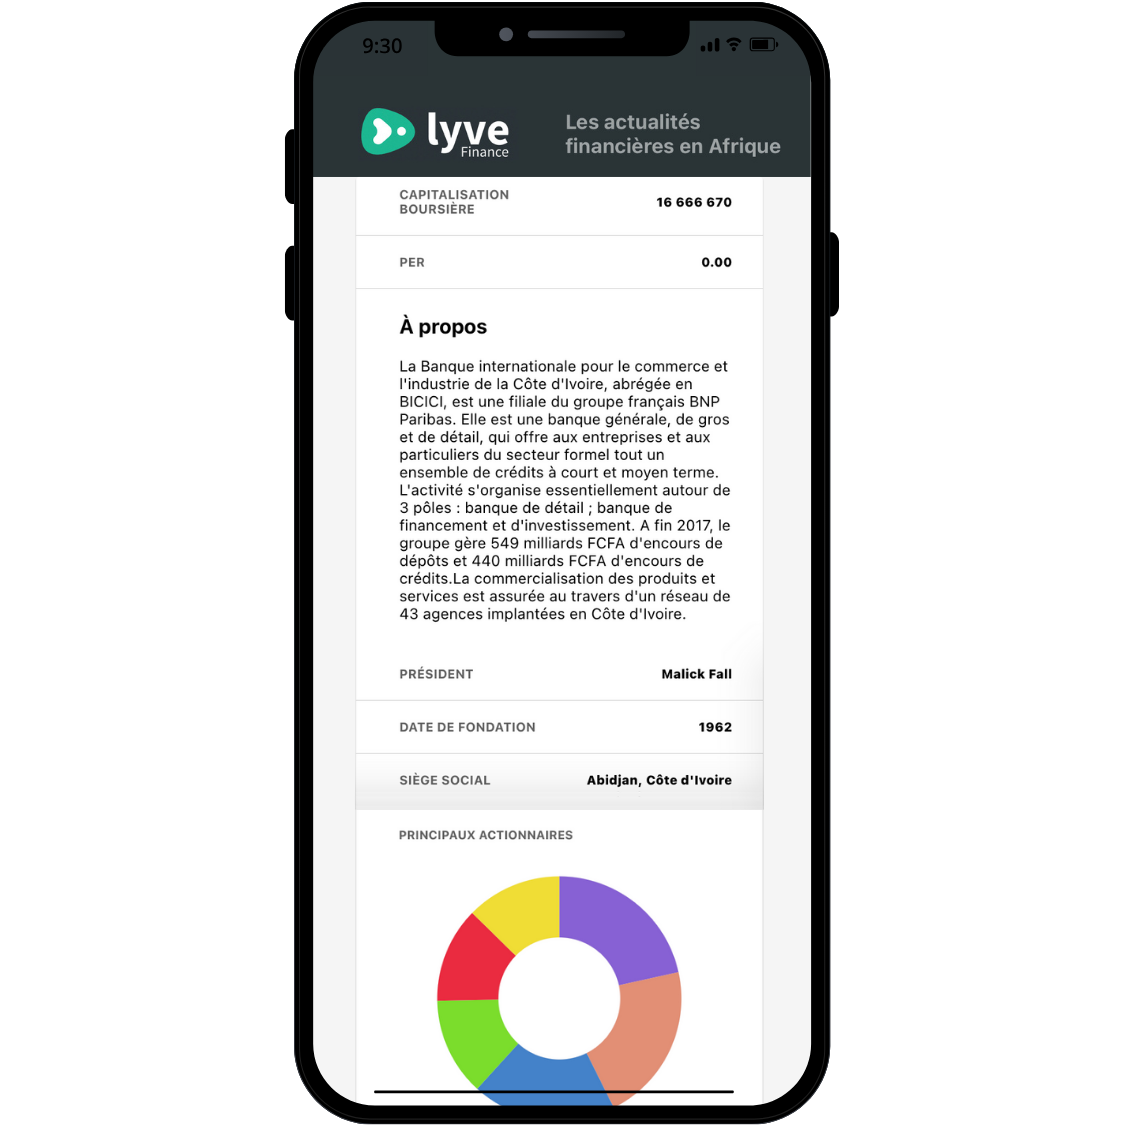 9:30
lyve
Finance
Les actualités
financières en Afrique
CAPITALISATION
BOURSIÈRE
16 666 670
PER
0.00
À propos
La Banque internationale pour le commerce et
l'industrie de la Côte d'Ivoire, abrégée en
BICICI, est une filiale du groupe français BNP
Paribas. Elle est une banque générale, de gros
et de détail, qui offre aux entreprises et aux
particuliers du secteur formel tout un
ensemble de crédits à court et moyen terme.
L'activité s'organise essentiellement autour de
3 pôles : banque de détail ; banque de
financement et d'investissement. A fin 2017, le
groupe gère 549 milliards FCFA d'encours de
dépôts et 440 milliards FCFA d'encours de
crédits.La commercialisation des produits et
services est assurée au travers d'un réseau de
43 agences implantées en Côte d'Ivoire.
PRÉSIDENT
Malick Fall
DATE DE FONDATION
1962
SIÈGE SOCIAL
Abidjan, Côte d'Ivoire
PRINCIPAUX ACTIONNAIRES